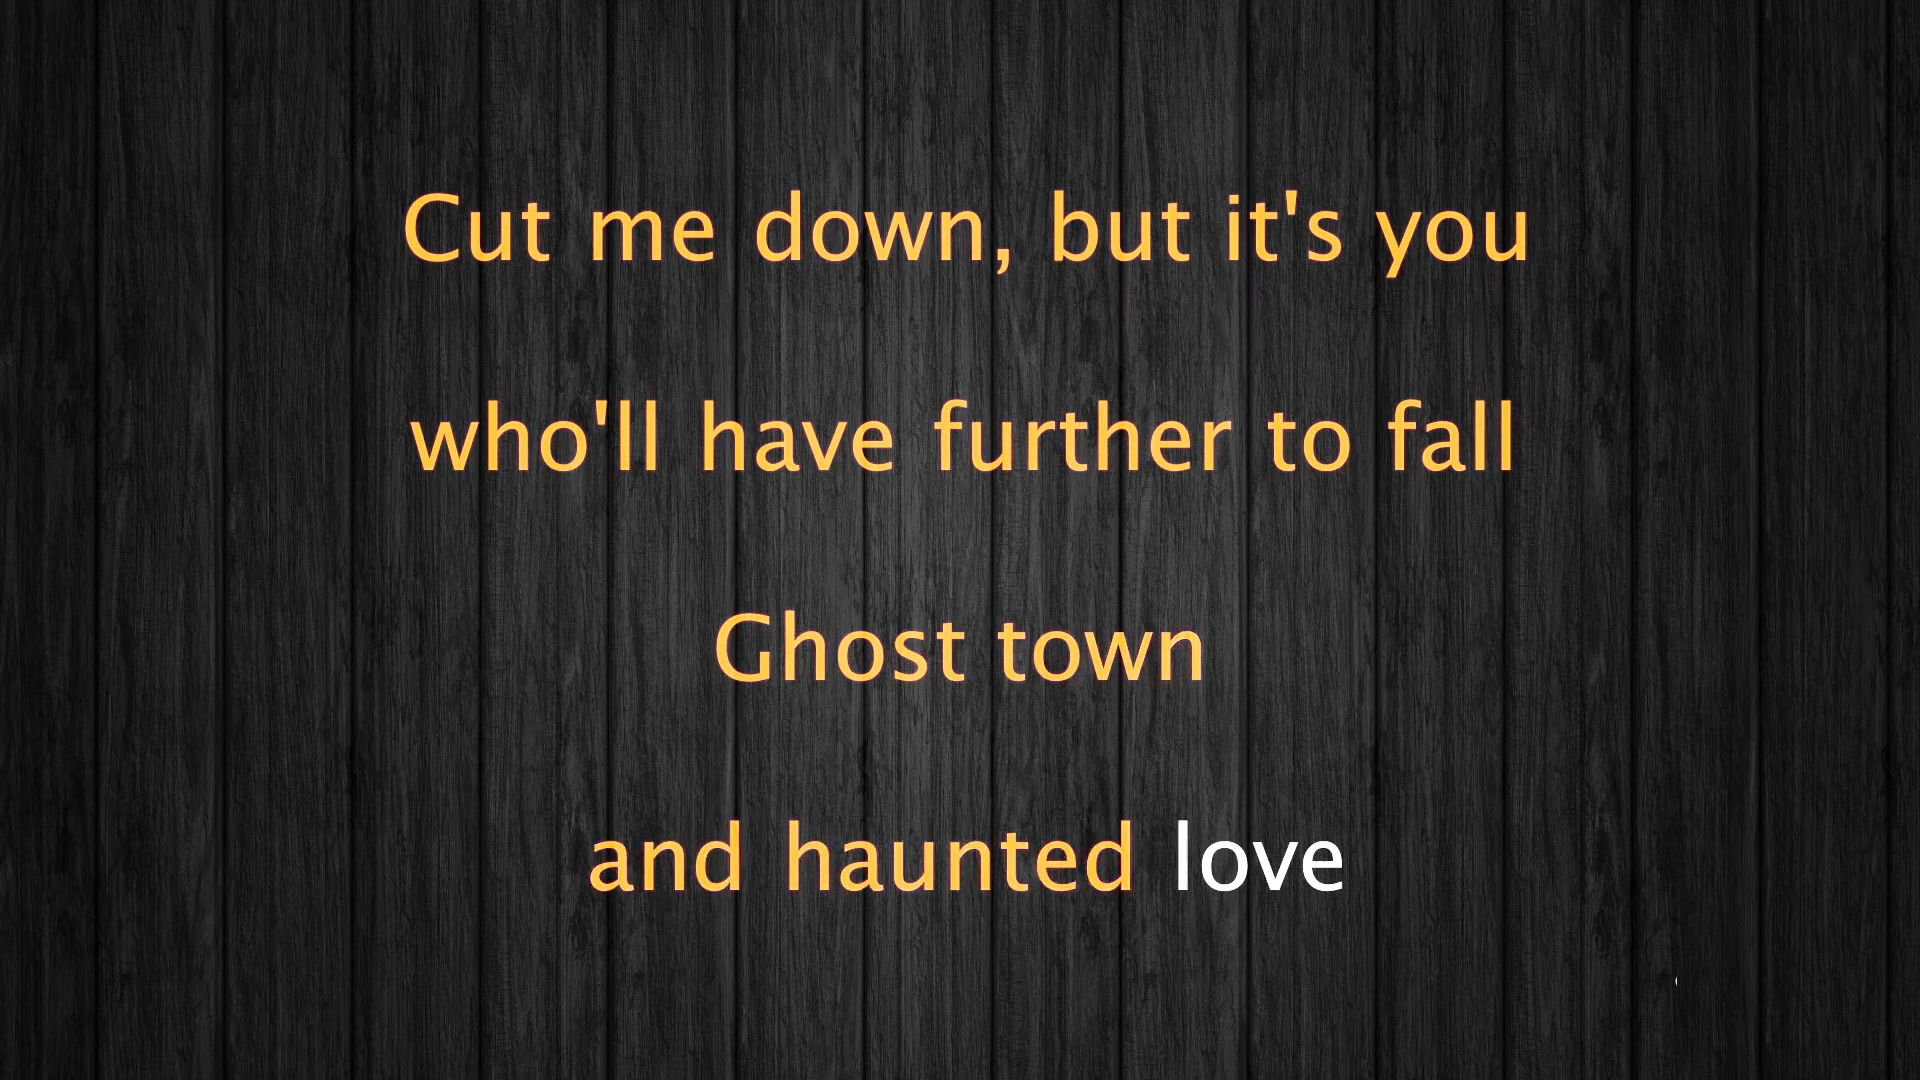 Cut me down, but it's you
who'll have further to fall
Ghost town
and haunted love